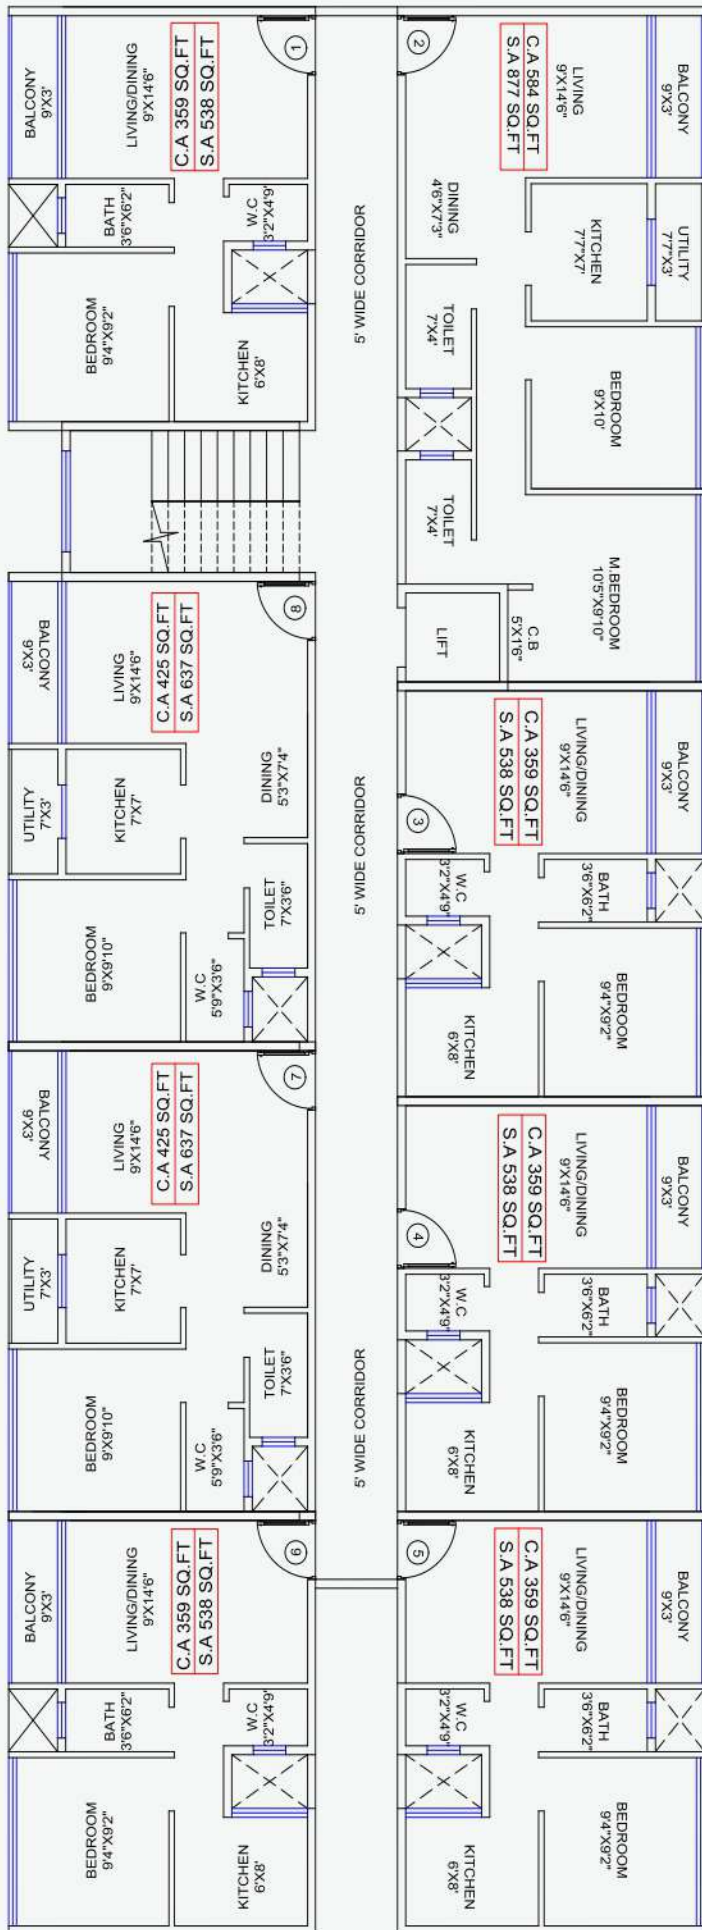 1
LIVING/DINING
9'X14'6"
C.A 359 SQ.FT
S.A 538 SQ.FT
BALCONY
9'X3'
BATH
3'6"X6'2"
W.C
3'2"X4'9"
BEDROOM
9'4"X9'2"
KITCHEN
6'X8'
5' WIDE CORRIDOR
2
C.A 584 SQ.FT
S.A 877 SQ.FT
LIVING
9'X14'6"
BALCONY
9'X3'
DINING
4'6"X7'3"
KITCHEN
7'7"X7'
UTILITY
7'7"X3'
TOILET
7'X4'
BEDROOM
9'X10'
TOILET
7'X4'
M.BEDROOM
10'5"X9'10"
C.B
5'X1'6"
LIFT
8
LIVING
9'X14'6"
C.A 425 SQ.FT
S.A 637 SQ.FT
BALCONY
9'X3'
DINING
5'3"X7'4"
KITCHEN
7'X7'
UTILITY
7'X3'
TOILET
7'X3'6"
W.C
5'9"X3'6"
BEDROOM
9'X9'10"
5' WIDE CORRIDOR
3
C.A 359 SQ.FT
S.A 538 SQ.FT
LIVING/DINING
9'X14'6"
BALCONY
9'X3'
W.C
3'2"X4'9"
BATH
3'6"X6'2"
BEDROOM
9'4"X9'2"
KITCHEN
6'X8'
7
LIVING
9'X14'6"
C.A 425 SQ.FT
S.A 637 SQ.FT
BALCONY
9'X3'
DINING
5'3"X7'4"
KITCHEN
7'X7'
UTILITY
7'X3'
TOILET
7'X3'6"
W.C
5'9"X3'6"
BEDROOM
9'X9'10"
5' WIDE CORRIDOR
4
C.A 359 SQ.FT
S.A 538 SQ.FT
LIVING/DINING
9'X14'6"
BALCONY
9'X3'
W.C
3'2"X4'9"
BATH
3'6"X6'2"
BEDROOM
9'4"X9'2"
KITCHEN
6'X8'
6
LIVING/DINING
9'X14'6"
C.A 359 SQ.FT
S.A 538 SQ.FT
BALCONY
9'X3'
BATH
3'6"X6'2"
W.C
3'2"X4'9"
BEDROOM
9'4"X9'2"
KITCHEN
6'X8'
5
C.A 359 SQ.FT
S.A 538 SQ.FT
LIVING/DINING
9'X14'6"
BALCONY
9'X3'
W.C
3'2"X4'9"
BATH
3'6"X6'2"
BEDROOM
9'4"X9'2"
KITCHEN
6'X8'